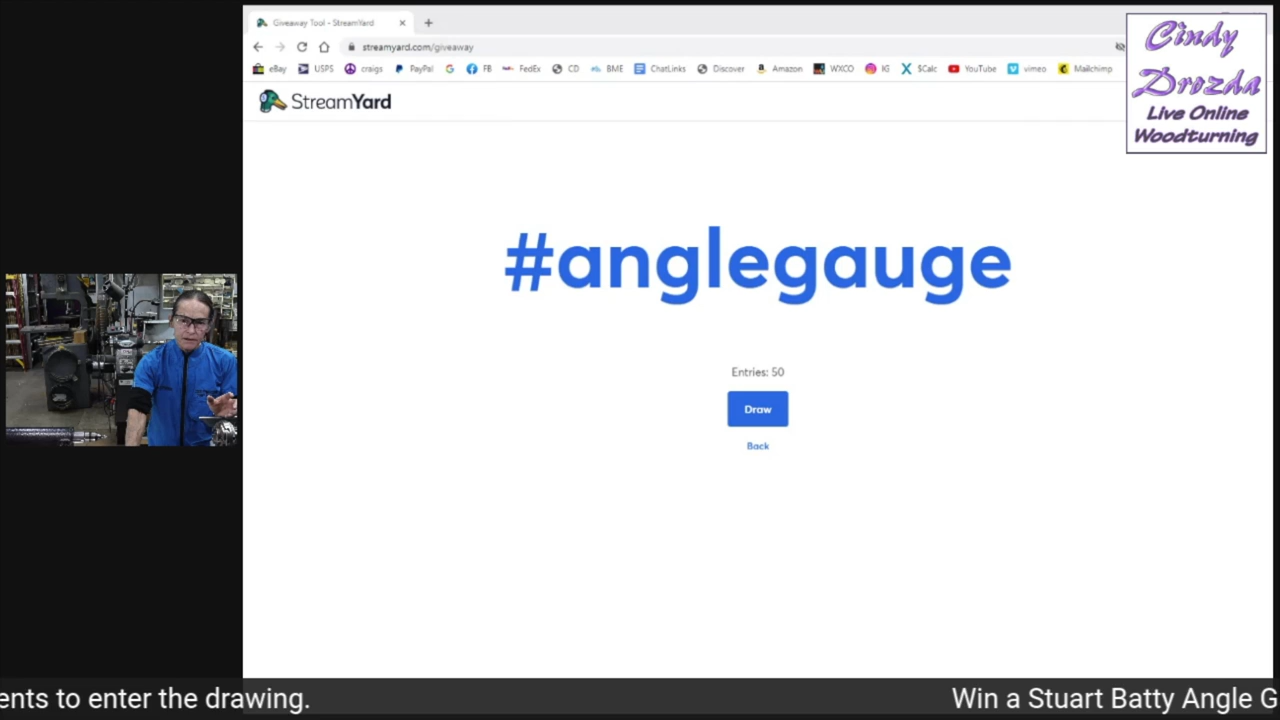 Giveaway Tool - StreamYard
streamyard.com/giveaway
eBay USPS craigs PayPal FB FedEx CD BME ChatLinks Discover Amazon WXCO IG $Calc YouTube vimeo Mailchimp
StreamYard
Cindy
Drozda
Live Online
Woodturning
#anglegauge
Entries: 50
Draw
Back
ents to enter the drawing. Win a Stuart Batty Angle G